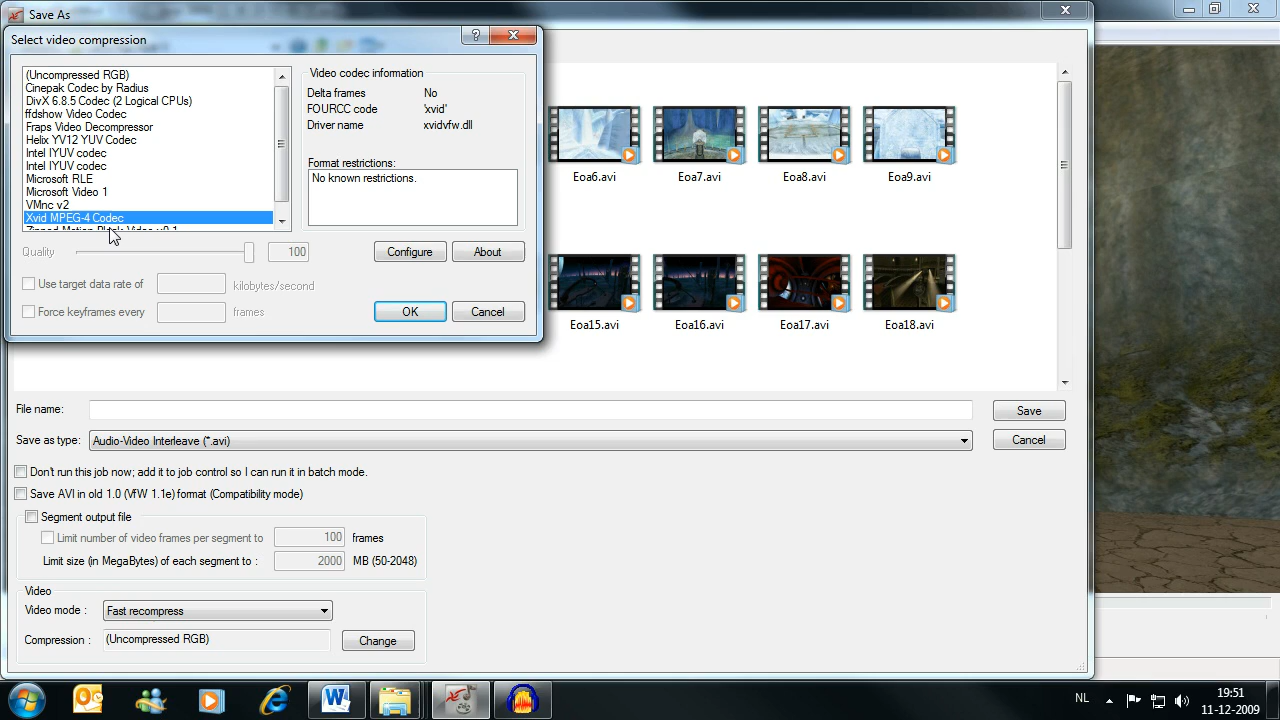 Save As
Select video compression
(Uncompressed RGB)
Cinepak Codec by Radius
DivX 6.8.5 Codec (2 Logical CPUs)
ffdshow Video Codec
Fraps Video Decompressor
Helix YV12 YUV Codec
Intel IYUV codec
Intel IYUV codec
Microsoft RLE
Microsoft Video 1
VMnc v2
Xvid MPEG-4 Codec
Video codec information
Delta frames No
FOURCC code 'xvid'
Driver name xvidvfw.dll
Format restrictions:
No known restrictions.
Quality 100
Configure
About
Use target data rate of kilobytes/second
Force keyframes every frames
OK
Cancel
Eoa6.avi
Eoa7.avi
Eoa8.avi
Eoa9.avi
Eoa15.avi
Eoa16.avi
Eoa17.avi
Eoa18.avi
File name:
Save
Save as type: Audio-Video Interleave (*.avi)
Cancel
Don't run this job now; add it to job control so I can run it in batch mode.
Save AVI in old 1.0 (VfW 1.1e) format (Compatibility mode)
Segment output file
Limit number of video frames per segment to 100 frames
Limit size (in MegaBytes) of each segment to : 2000 MB (50-2048)
Video
Video mode : Fast recompress
Compression : (Uncompressed RGB)
Change
NL
19:51
11-12-2009